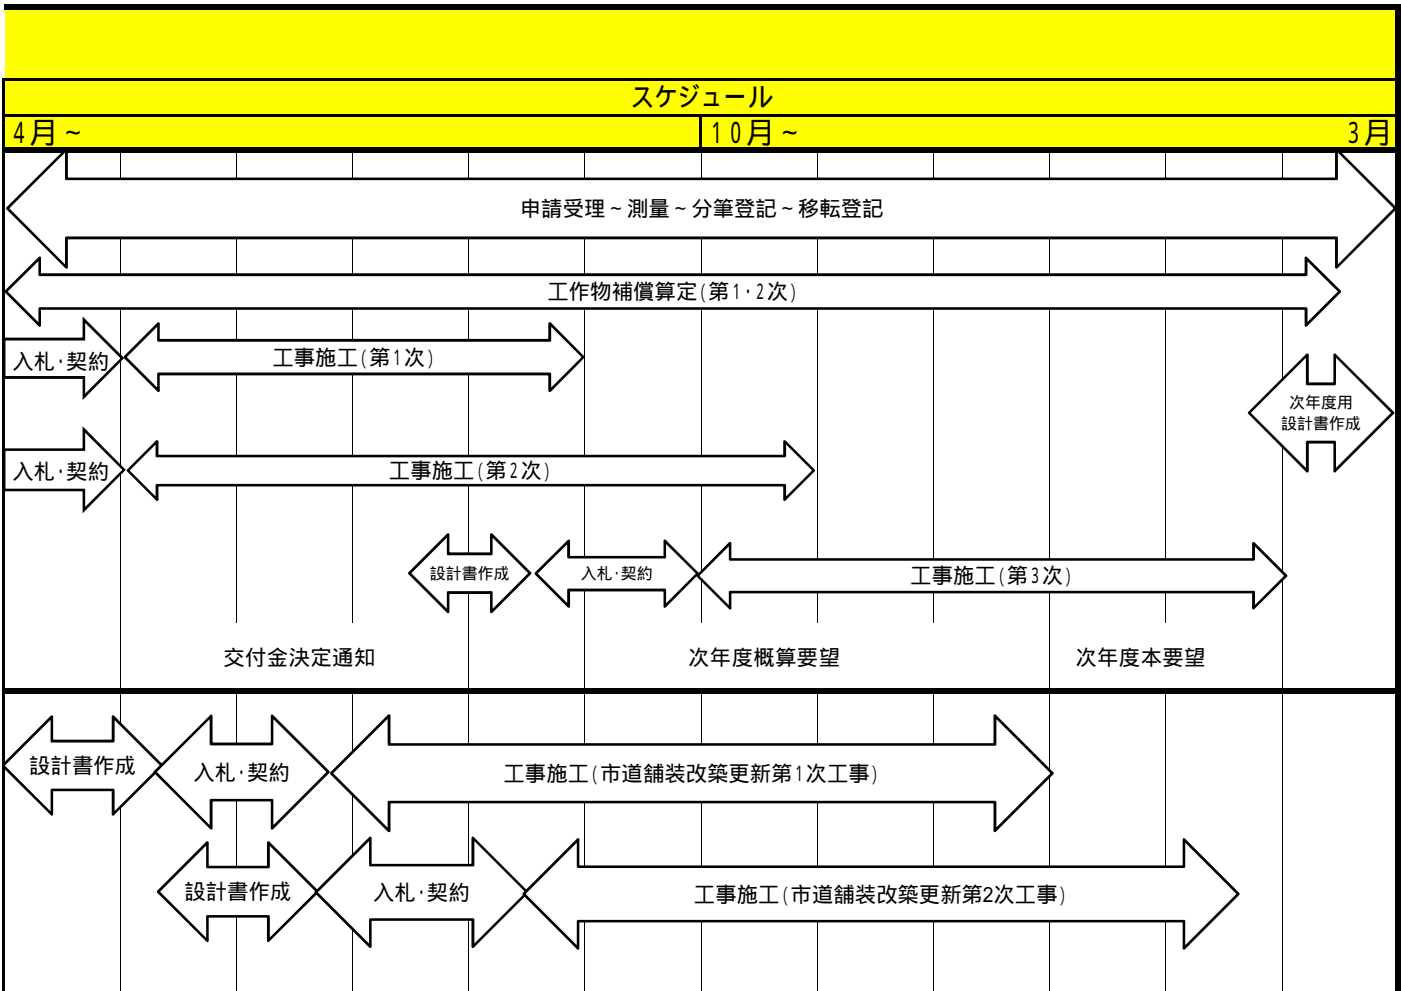 スケジュール
4月～
10月～
3月
申請受理～測量～分筆登記～移転登記
工作物補償算定(第1･2次)
入札･契約
工事施工(第1次)
次年度用
設計書作成
入札･契約
工事施工(第2次)
設計書作成
入札･契約
工事施工(第3次)
交付金決定通知
次年度概算要望
次年度本要望
設計書作成
入札･契約
工事施工(市道舗装改築更新第1次工事)
設計書作成
入札･契約
工事施工(市道舗装改築更新第2次工事)